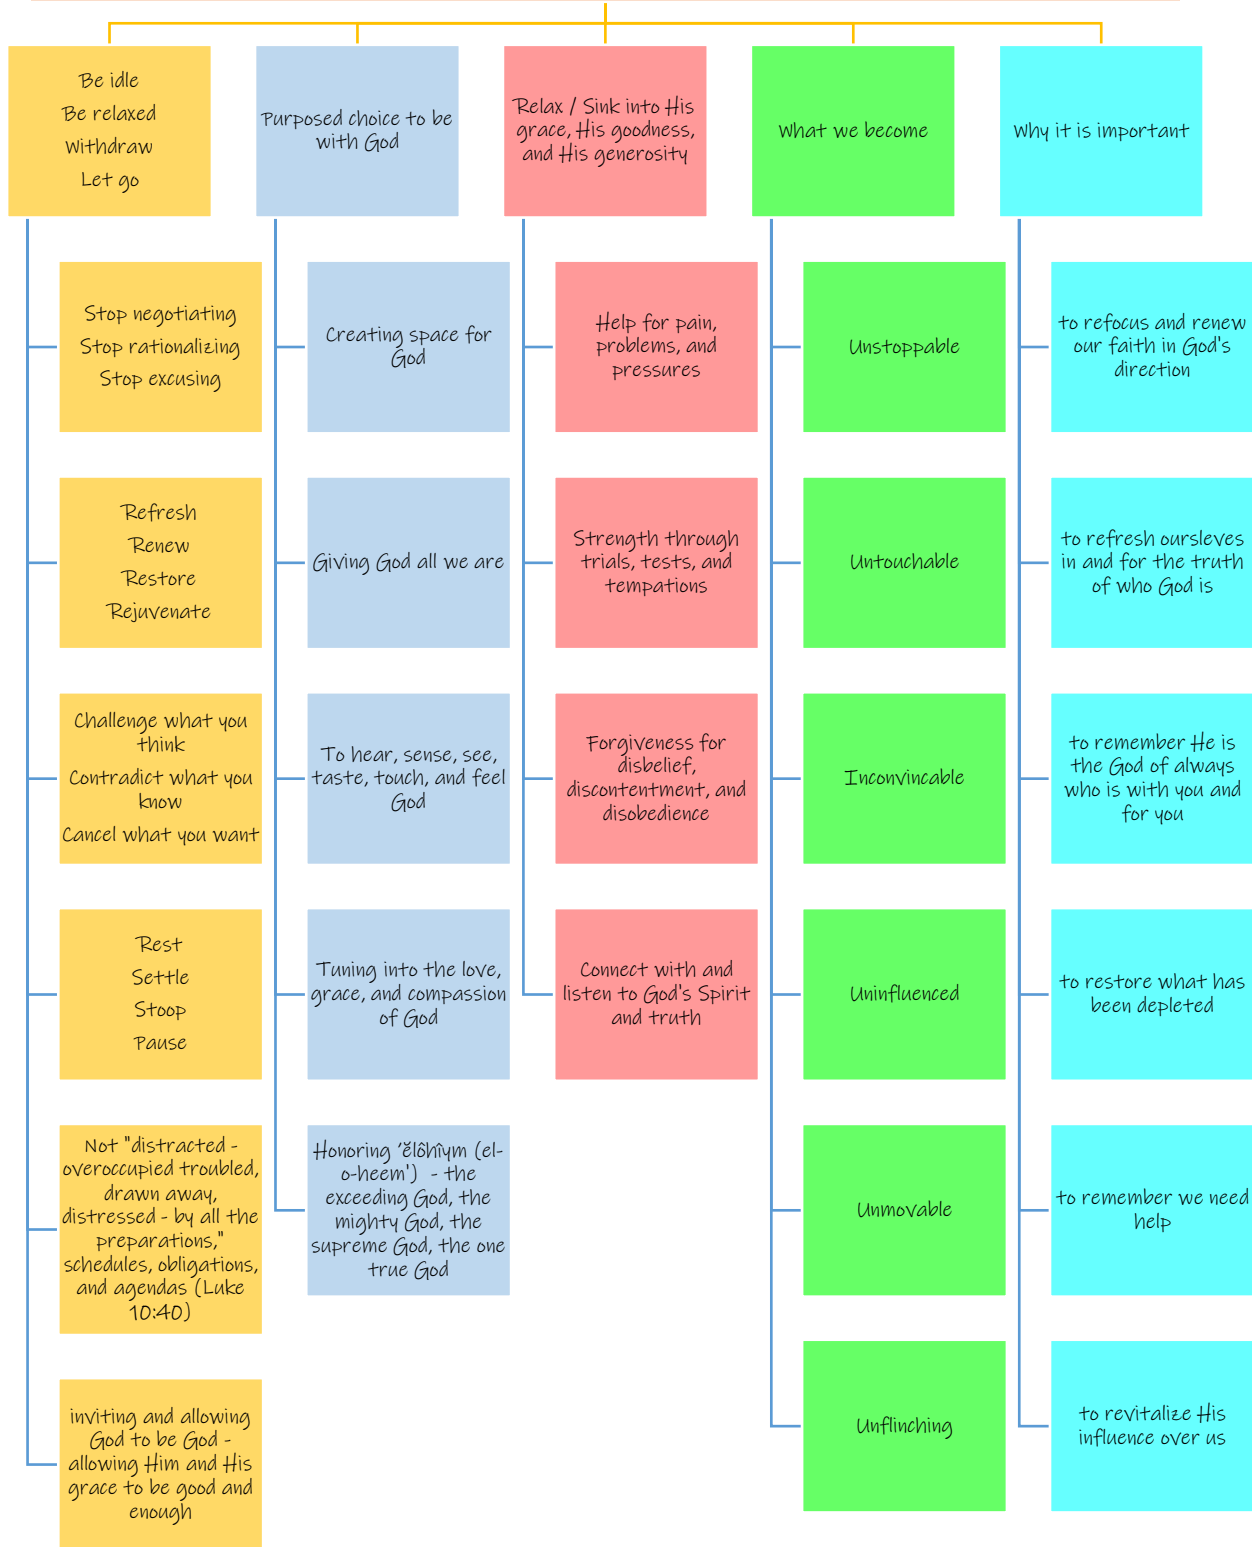 Be idle
Be relaxed
Withdraw
Let go
Stop negotiating
Stop rationalizing
Stop excusing
Refresh
Renew
Restore
Rejuvenate
Challenge what you
think
Contradict what you
know
Cancel what you want
Rest
Settle
Stoop
Pause
Not "distracted -
overoccupied troubled,
drawn away,
distressed - by all the
preparations,"
schedules, obligations,
and agendas (Luke
10:40)
inviting and allowing
God to be God -
allowing Him and His
grace to be good and
enough
Purposed choice to be
with God
Creating space for
God
Giving God all we are
To hear, sense, see,
taste, touch, and feel
God
Tuning into the love,
grace, and compassion
of God
Honoring 'ĕlôhîym (el-
o-heem') - the
exceeding God, the
mighty God, the
supreme God, the one
true God
Relax / Sink into His
grace, His goodness,
and His generosity
Help for pain,
problems, and
pressures
Strength through
trials, tests, and
tempations
Forgiveness for
disbelief,
discontentment, and
disobedience
Connect with and
listen to God's Spirit
and truth
What we become
Unstoppable
Untouchable
Inconvincable
Uninfluenced
Unmovable
Unflinching
Why it is important
to refocus and renew
our faith in God's
direction
to refresh oursleves
in and for the truth
of who God is
to remember He is
the God of always
who is with you and
for you
to restore what has
been depleted
to remember we need
help
to revitalize His
influence over us